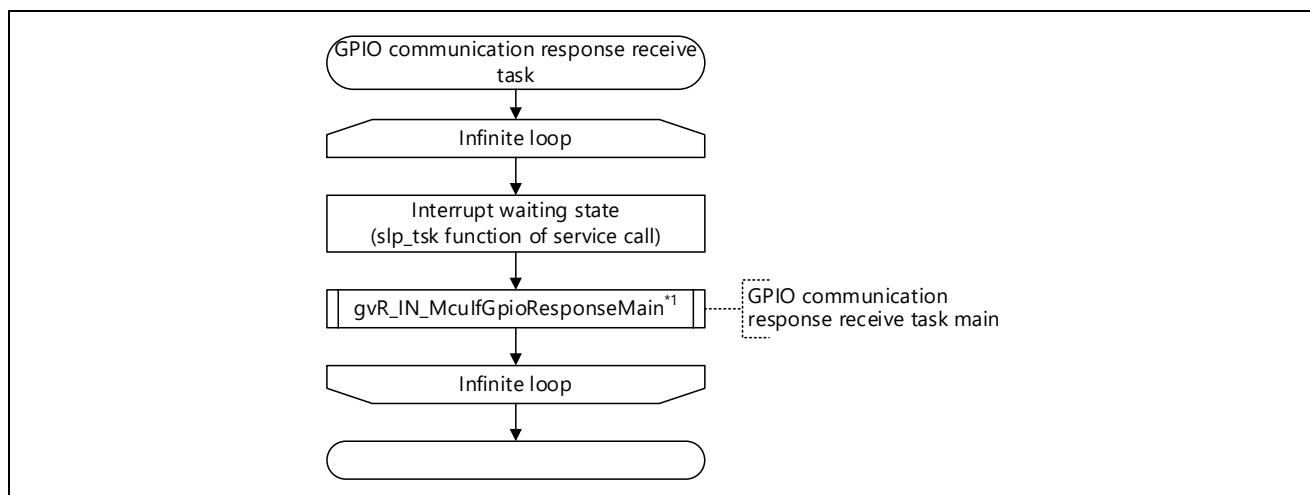 GPIO communication response receive
task
Infinite loop
Interrupt waiting state
(slp_tsk function of service call)
gvR_IN_McuIfGpioResponseMain*1
GPIO communication
response receive task main
Infinite loop